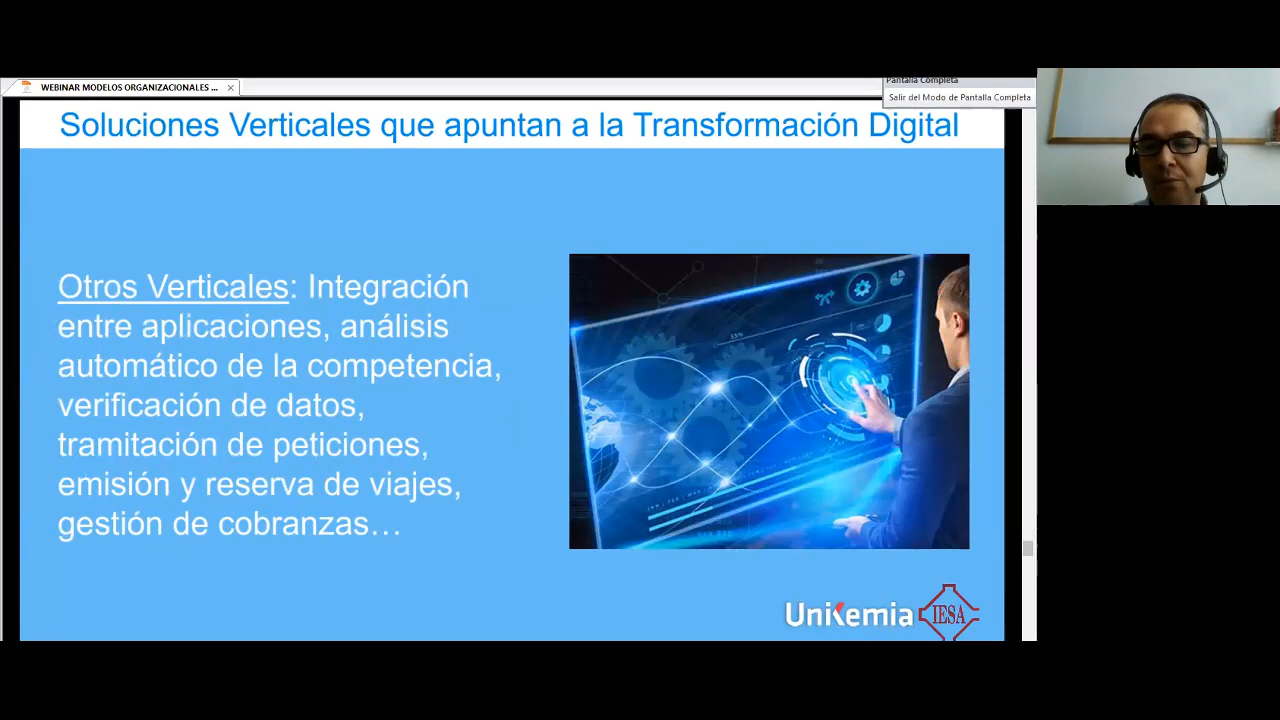 Pantalla Completa
WEBINAR MODELOS ORGANIZACIONALES ...
Salir del Modo de Pantalla Completa
Soluciones Verticales que apuntan a la Transformación Digital
Otros Verticales: Integración
entre aplicaciones, análisis
automático de la competencia,
verificación de datos,
tramitación de peticiones,
emisión y reserva de viajes,
gestión de cobranzas…
55%
UniKemia
IESA